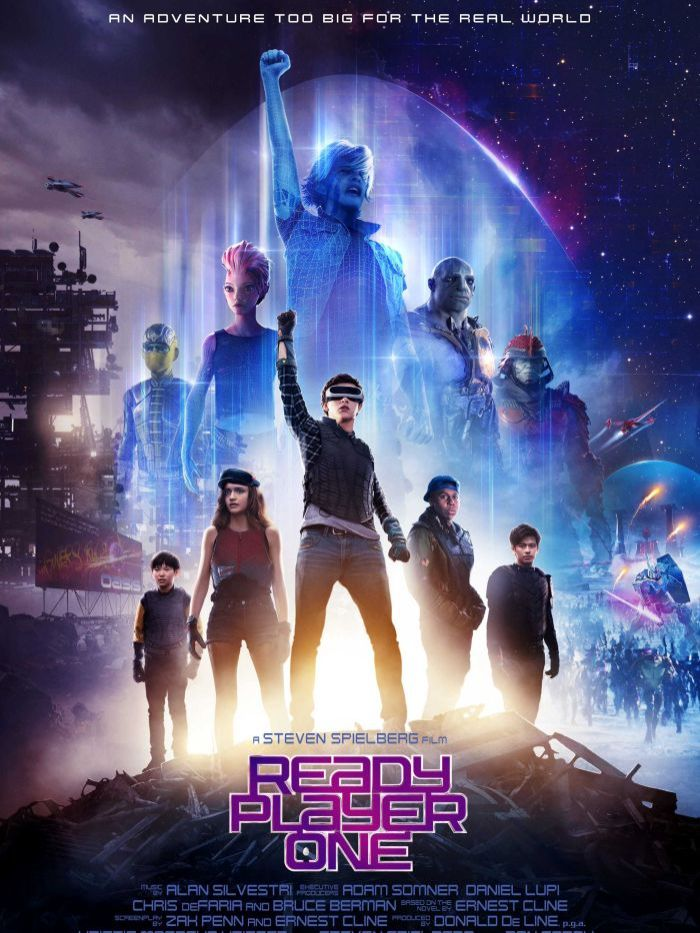 AN ADVENTURE TOO BIG FOR THE REAL WORLD
OASIS
A STEVEN SPIELBERG FILM
READY
PLAYER
ONE
MUSIC BY ALAN SILVESTRI EXECUTIVE PRODUCERS ADAM SOMNER DANIEL LUPI
CHRIS DEFARIA AND BRUCE BERMAN BASED ON THE NOVEL BY ERNEST CLINE
SCREENPLAY BY ZAK PENN AND ERNEST CLINE PRODUCED BY DONALD DE LINE, p.g.a.